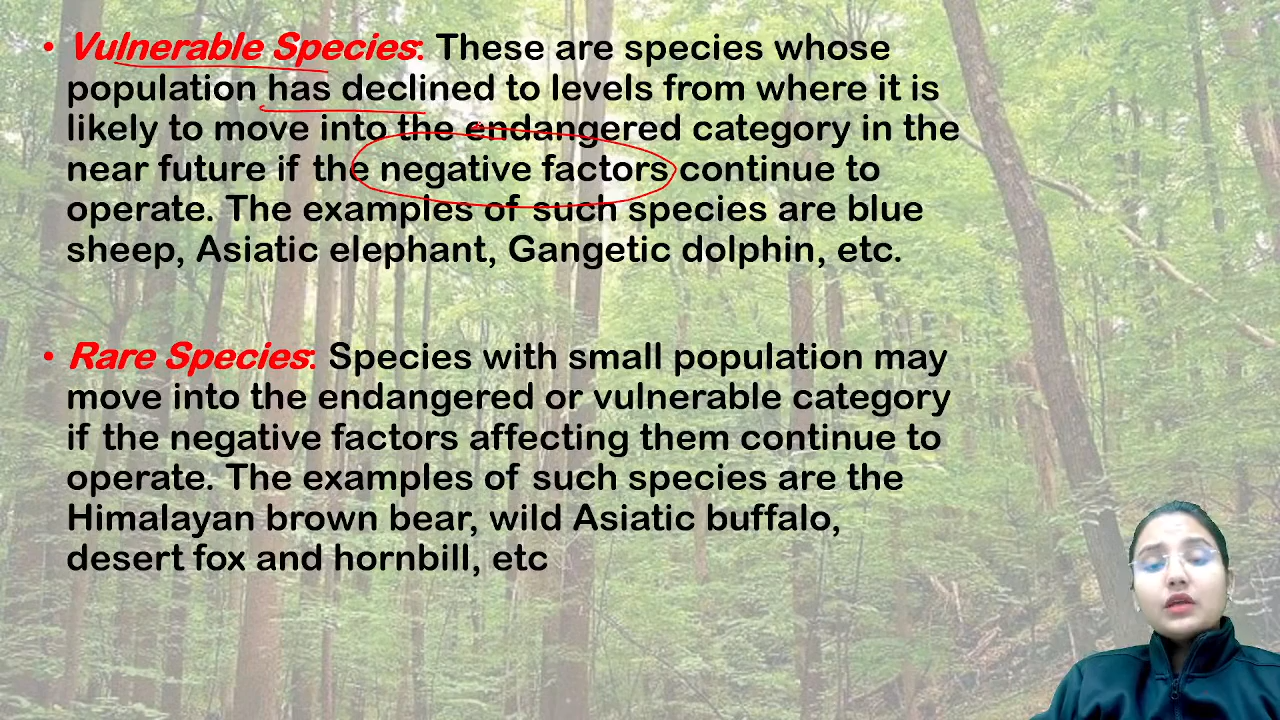 • Vulnerable Species: These are species whose
population has declined to levels from where it is
likely to move into the endangered category in the
near future if the negative factors continue to
operate. The examples of such species are blue
sheep, Asiatic elephant, Gangetic dolphin, etc.
• Rare Species: Species with small population may
move into the endangered or vulnerable category
if the negative factors affecting them continue to
operate. The examples of such species are the
Himalayan brown bear, wild Asiatic buffalo,
desert fox and hornbill, etc